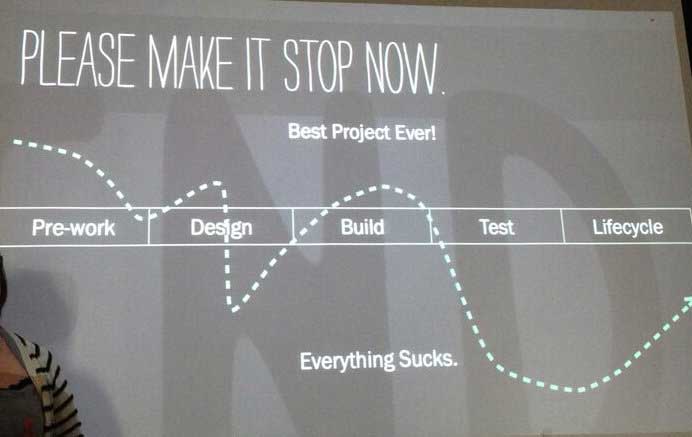 PLEASE MAKE IT STOP NOW.
Best Project Ever!
Pre-work Design Build Test Lifecycle
Everything Sucks.